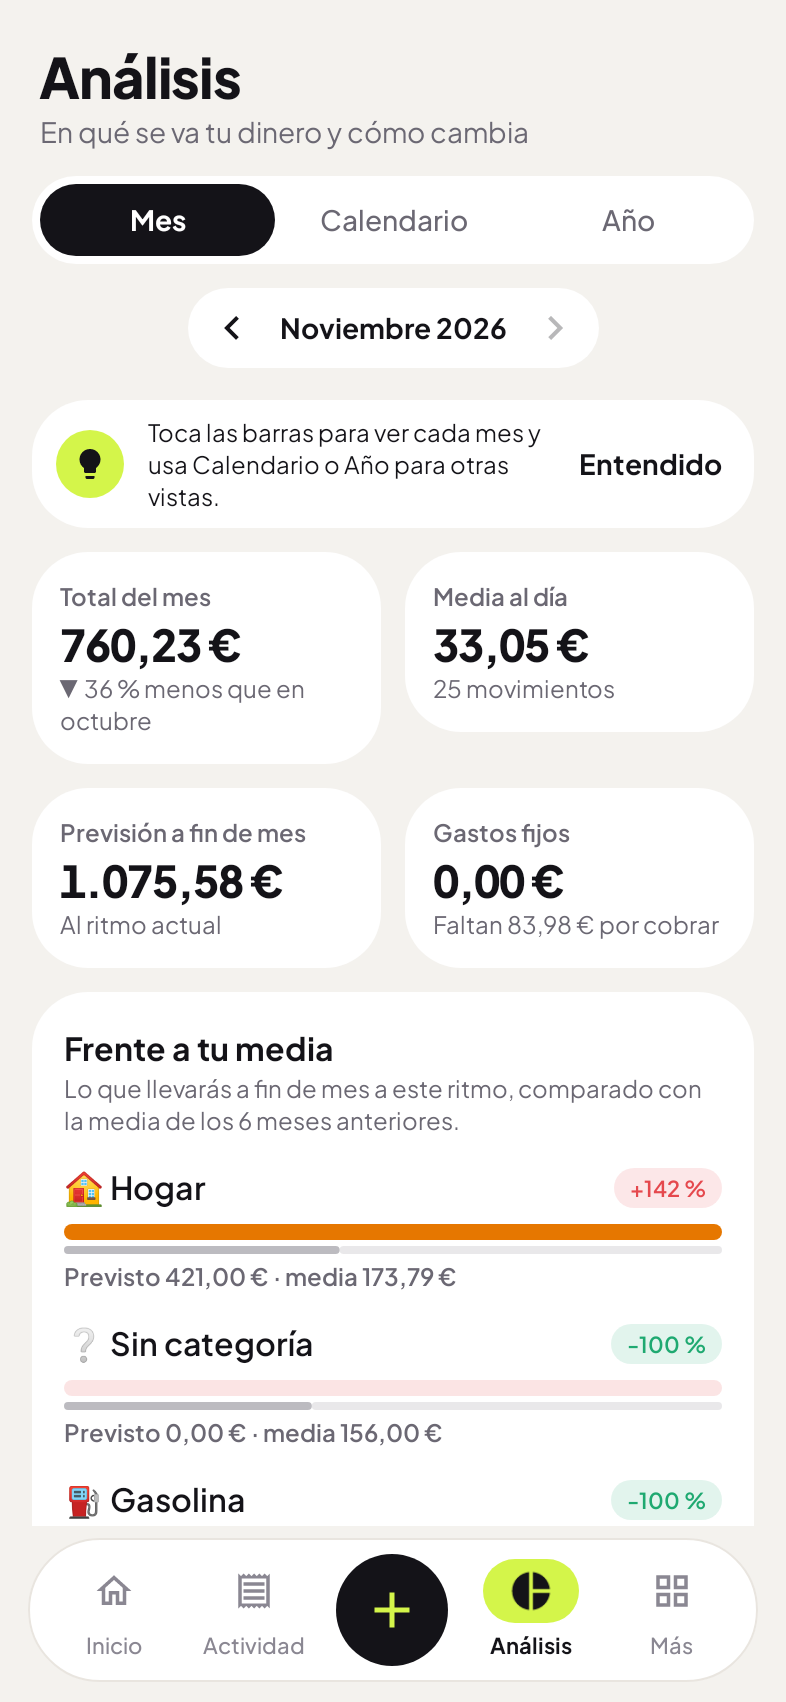 Análisis
En qué se va tu dinero y cómo cambia
Mes
Calendario
Año
Noviembre 2026
Toca las barras para ver cada mes y
usa Calendario o Año para otras
vistas.
Entendido
Total del mes
760,23 €
▼ 36 % menos que en
octubre
Media al día
33,05 €
25 movimientos
Previsión a fin de mes
1.075,58 €
Al ritmo actual
Gastos fijos
0,00 €
Faltan 83,98 € por cobrar
Frente a tu media
Lo que llevarás a fin de mes a este ritmo, comparado con
la media de los 6 meses anteriores.
Hogar
+142 %
Previsto 421,00 € · media 173,79 €
❔ Sin categoría
-100 %
Previsto 0,00 € · media 156,00 €
Gasolina
-100 %
Inicio
Actividad
Análisis
Más